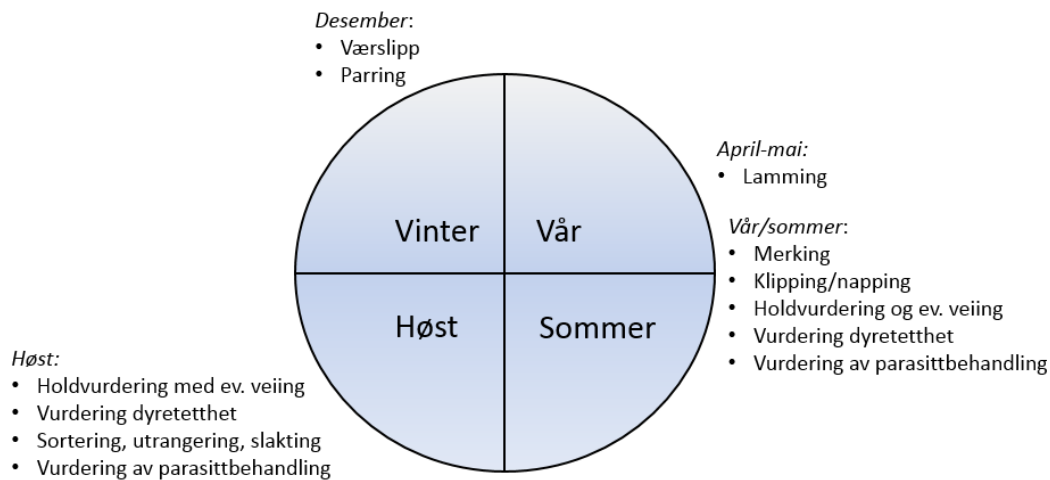 Desember:
• Værslipp
• Parring
April-mai:
• Lamming
Vinter
Vår
Vår/sommer:
• Merking
• Klipping/napping
• Holdvurdering og ev. veiing
• Vurdering dyretetthet
• Vurdering av parasittbehandling
Høst
Sommer
Høst:
• Holdvurdering med ev. veiing
• Vurdering dyretetthet
• Sortering, utrangering, slakting
• Vurdering av parasittbehandling